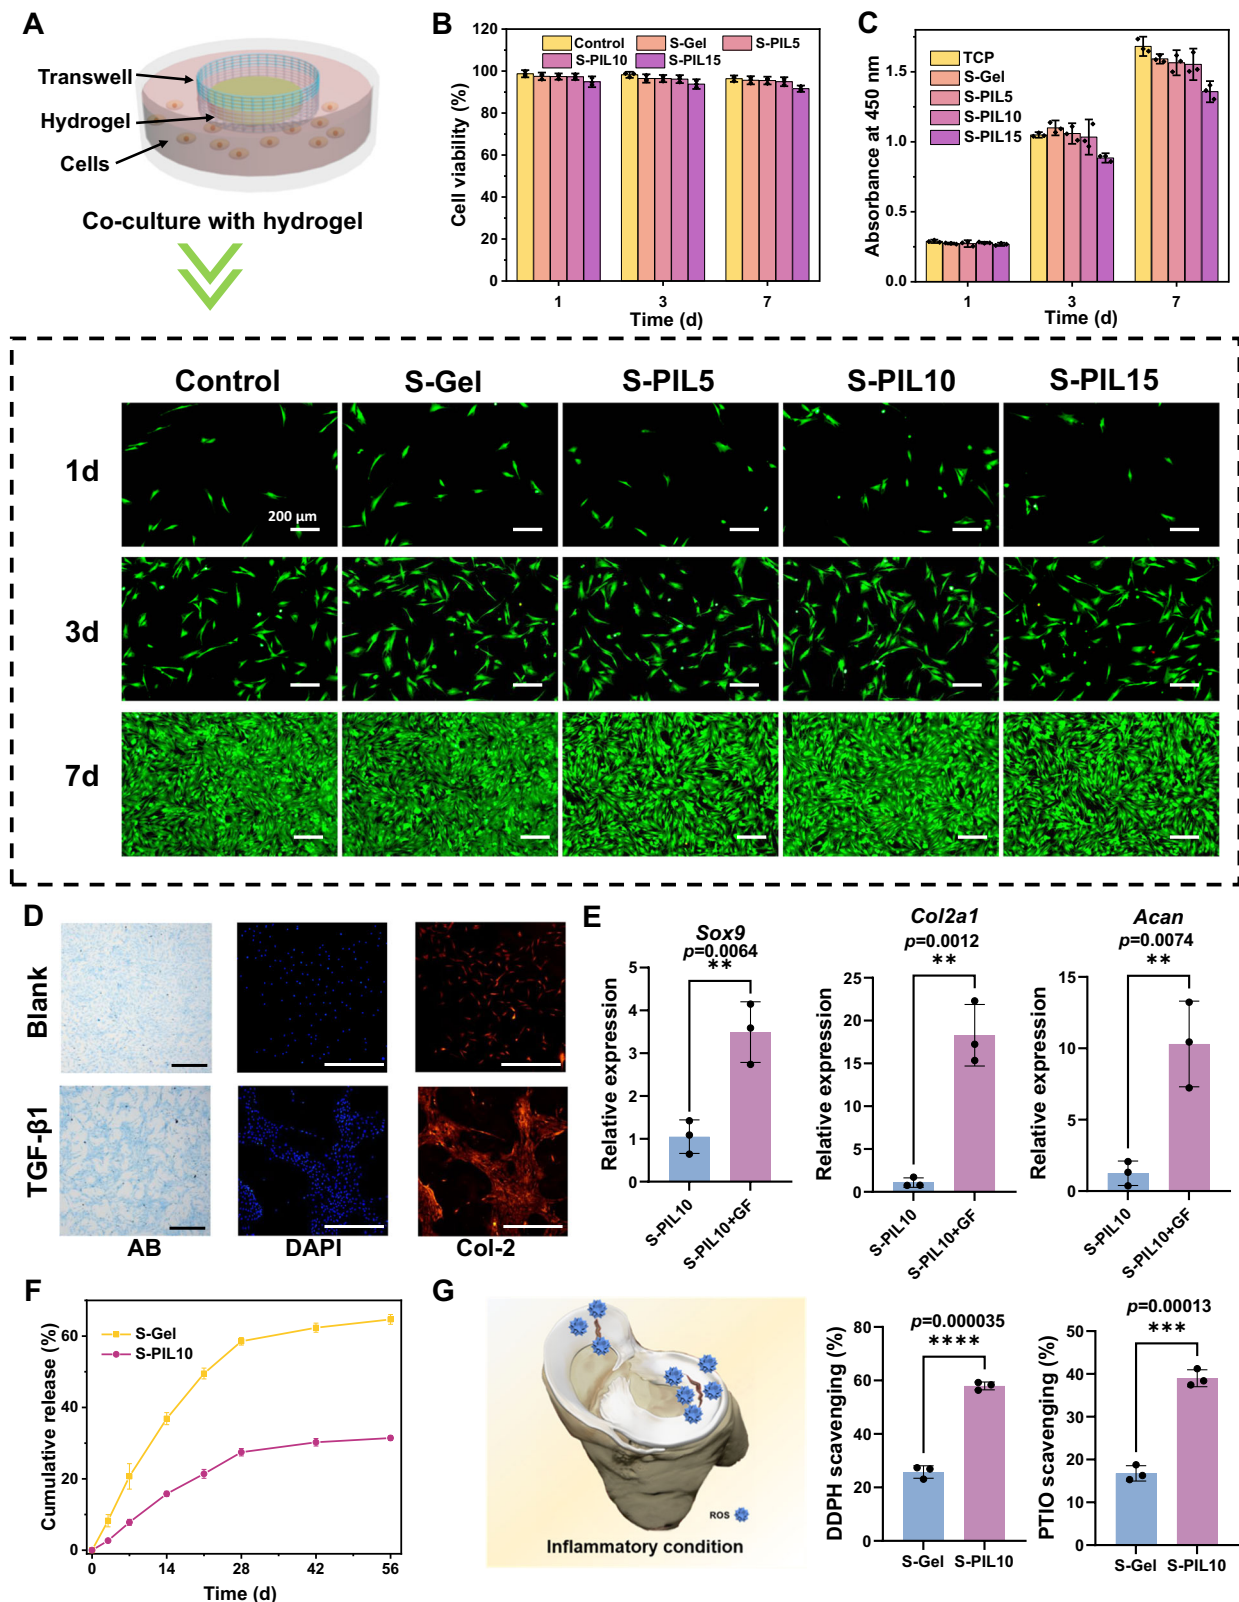 A
Transwell
Hydrogel
Cells
Co-culture with hydrogel
B
Cell viability (%)
120
100
80
60
40
20
0
Control
S-Gel
S-PIL5
S-PIL10
S-PIL15
1
3
7
Time (d)
C
Absorbance at 450 nm
1.5
1.0
0.5
0.0
TCP
S-Gel
S-PIL5
S-PIL10
S-PIL15
1
3
7
Time (d)
Control
S-Gel
S-PIL5
S-PIL10
S-PIL15
1d
200 μm
3d
7d
D
Blank
TGF-β1
AB
DAPI
Col-2
E
Sox9
p=0.0064
**
Relative expression
5
4
3
2
1
0
S-PIL10
S-PIL10+GF
Col2a1
p=0.0012
**
Relative expression
25
20
15
10
5
0
S-PIL10
S-PIL10+GF
Acan
p=0.0074
**
Relative expression
15
10
5
0
S-PIL10
S-PIL10+GF
F
Cumulative release (%)
60
40
20
0
S-Gel
S-PIL10
0
14
28
42
56
Time (d)
G
ROS
Inflammatory condition
p=0.000035
****
DDPH scavenging (%)
80
60
40
20
0
S-Gel
S-PIL10
p=0.00013
***
PTIO scavenging (%)
50
40
30
20
10
0
S-Gel
S-PIL10